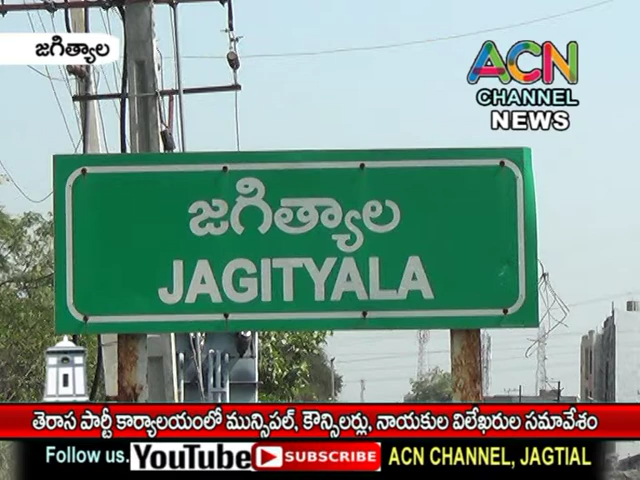 జగిత్యాల
ACN
CHANNEL
NEWS
జగిత్యాల
JAGITYALA
తెరాస పార్టీ కార్యాలయంలో మున్సిపల్, కౌన్సిలర్లు, నాయకుల విలేఖరుల సమావేశం
Follow us. YouTube SUBSCRIBE ACN CHANNEL, JAGTIAL